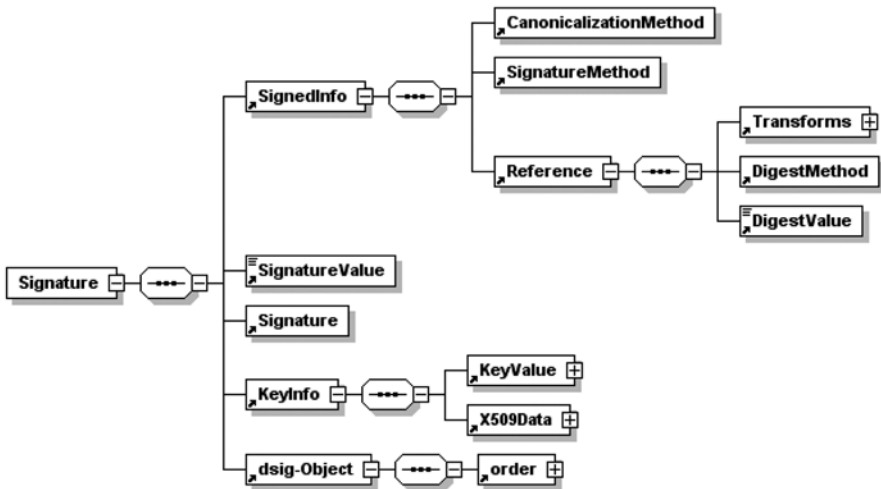 CanonicalizationMethod
SignatureMethod
SignedInfo
Transforms
Reference
DigestMethod
DigestValue
SignatureValue
Signature
Signature
KeyValue
KeyInfo
X509Data
dsig-Object
order